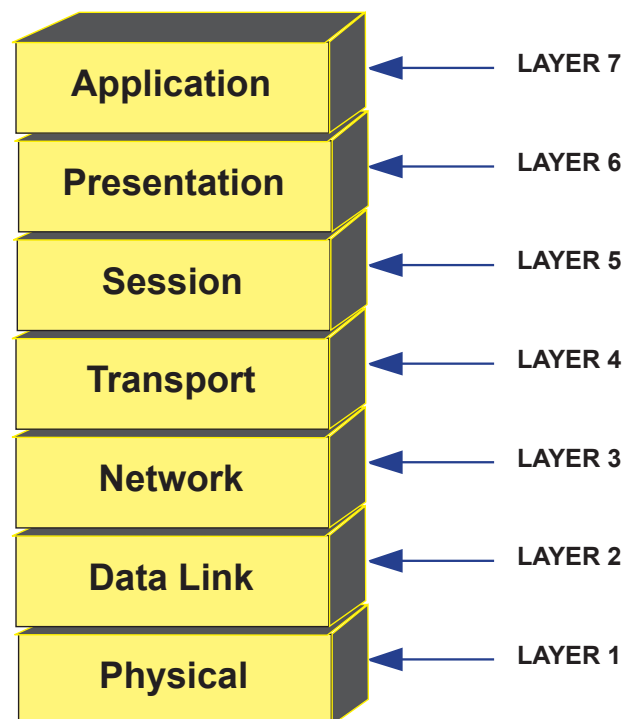 Application LAYER 7
Presentation LAYER 6
Session LAYER 5
Transport LAYER 4
Network LAYER 3
Data Link LAYER 2
Physical LAYER 1